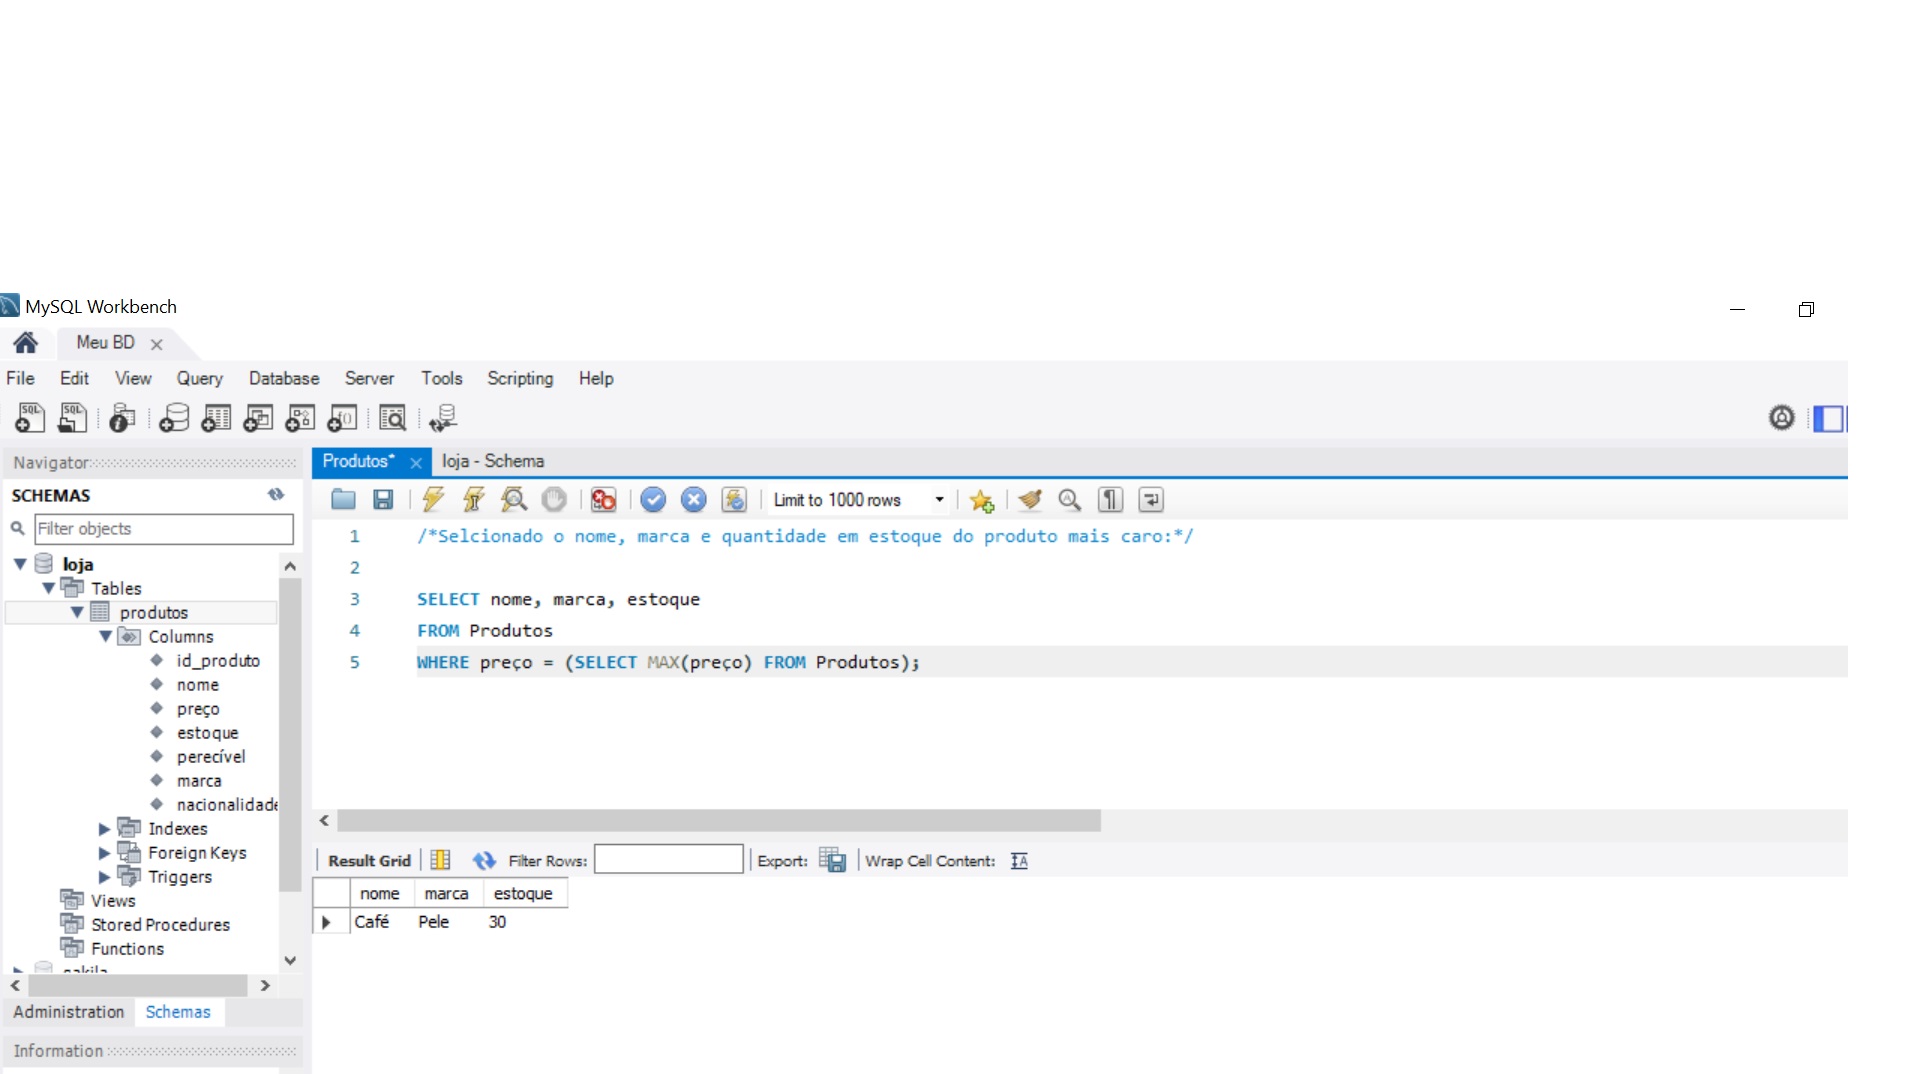 MySQL Workbench
Meu BD
File Edit View Query Database Server Tools Scripting Help
Navigator
SCHEMAS
Filter objects
loja
Tables
produtos
Columns
id_produto
nome
preço
estoque
perecível
marca
nacionalidade
Indexes
Foreign Keys
Triggers
Views
Stored Procedures
Functions
sakila
Administration Schemas
Information
Produtos* loja - Schema
Limit to 1000 rows
1 /*Selcionado o nome, marca e quantidade em estoque do produto mais caro:*/
2
3 SELECT nome, marca, estoque
4 FROM Produtos
5 WHERE preço = (SELECT MAX(preço) FROM Produtos);
Result Grid Filter Rows: Export: Wrap Cell Content:
nome marca estoque
Café Pele 30